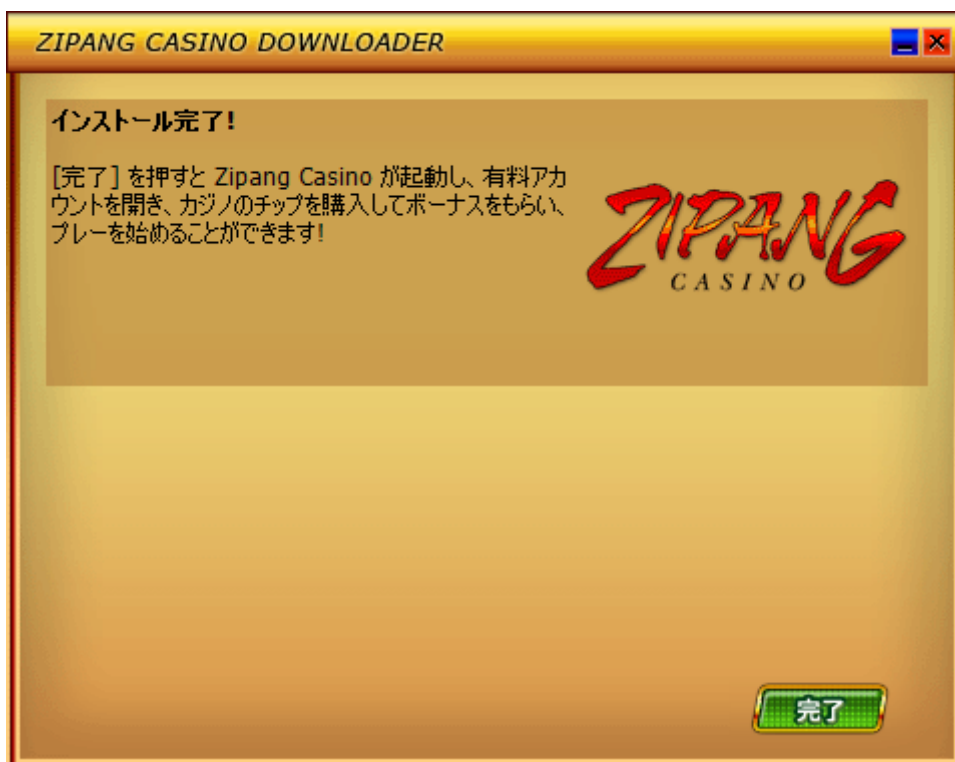 ZIPANG CASINO DOWNLOADER
インストール完了!
[完了] を押すと Zipang Casino が起動し、有料アカ
ウントを開き、カジノのチップを購入してボーナスをもらい、
プレーを始めることができます!
ZIPANG
CASINO
完了